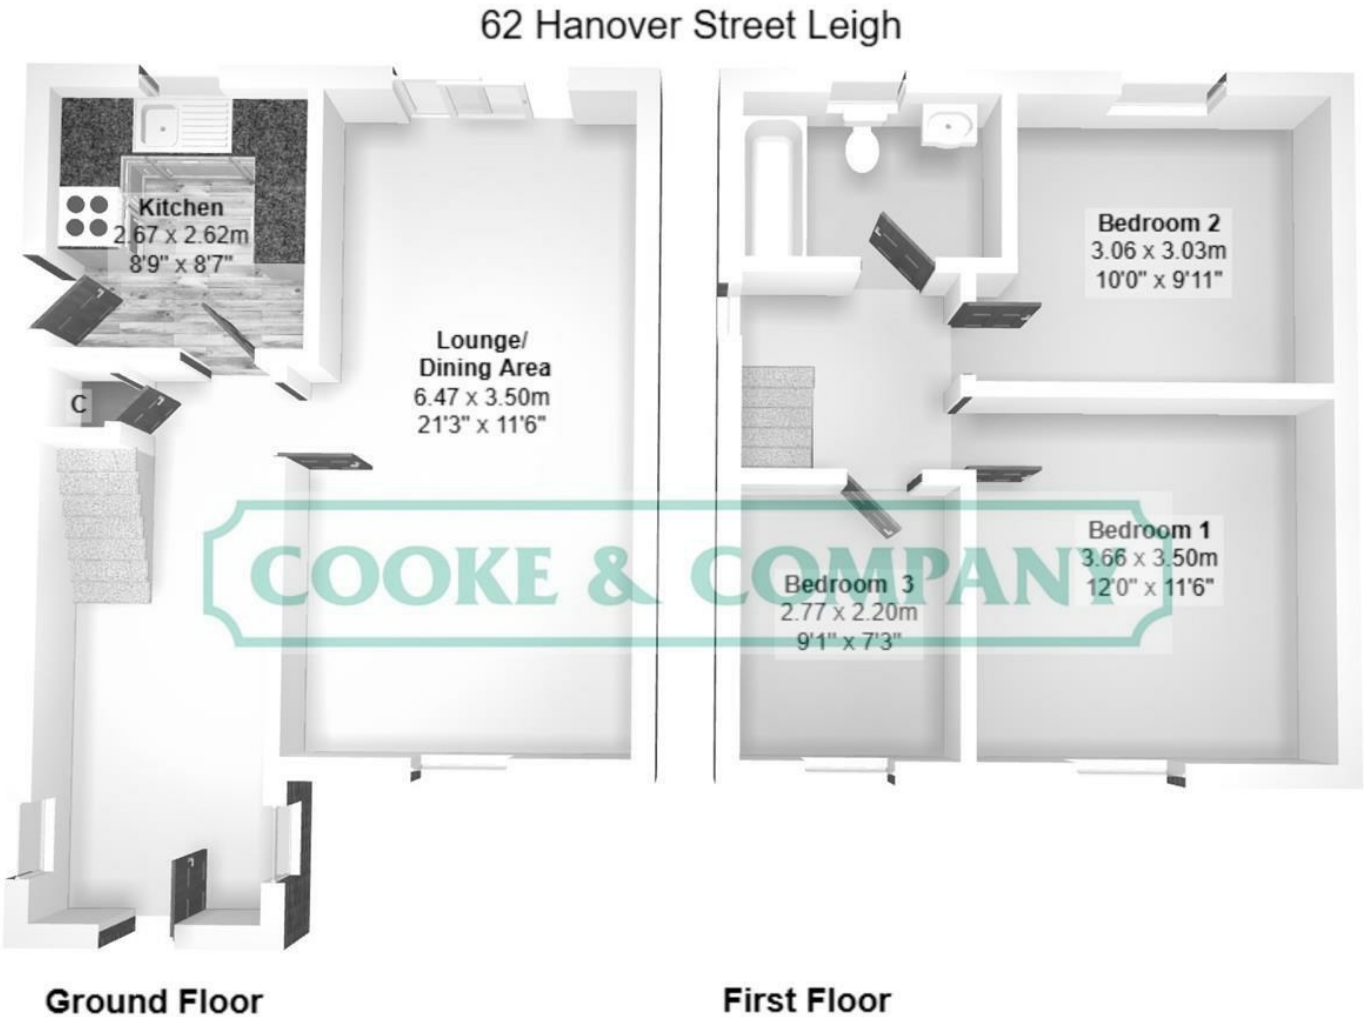 62 Hanover Street Leigh
Kitchen
2.67 x 2.62m
8'9" x 8'7"
C
Lounge/
Dining Area
6.47 x 3.50m
21'3" x 11'6"
Bedroom 2
3.06 x 3.03m
10'0" x 9'11"
Bedroom 1
3.66 x 3.50m
12'0" x 11'6"
Bedroom 3
2.77 x 2.20m
9'1" x 7'3"
COOKE & COMPANY
Ground Floor
First Floor